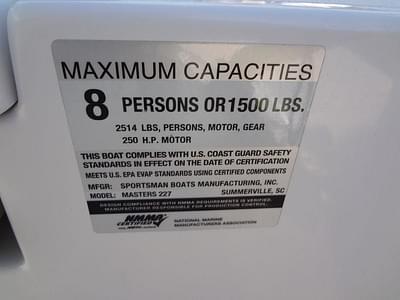 MAXIMUM CAPACITIES
8 PERSONS OR 1500 LBS.
2514 LBS, PERSONS, MOTOR, GEAR
250 H.P. MOTOR
THIS BOAT COMPLIES WITH U.S. COAST GUARD SAFETY
STANDARDS IN EFFECT ON THE DATE OF CERTIFICATION
MEETS U.S. EPA EVAP STANDARDS USING CERTIFIED COMPONENTS
MFGR: SPORTSMAN BOATS MANUFACTURING, INC.
MODEL: MASTERS 227 SUMMERVILLE, SC
DESIGN COMPLIANCE WITH NMMA REQUIREMENTS IS VERIFIED.
MANUFACTURER RESPONSIBLE FOR PRODUCTION CONTROL.
NMMA
CERTIFIED
NATIONAL MARINE
MANUFACTURERS ASSOCIATION